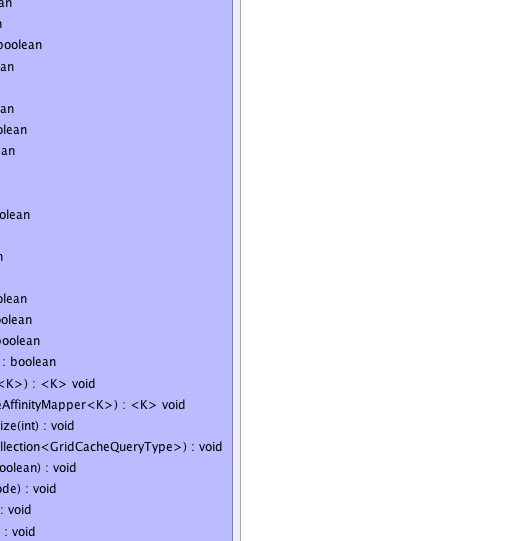 an
n
boolean
an
an
olean
an
olean
n
olean
oolean
boolean
: boolean
<K>) : <K> void
eAffinityMapper<K>) : <K> void
ize(int) : void
llection<GridCacheQueryType>) : void
oolean) : void
ode) : void
: void
: void